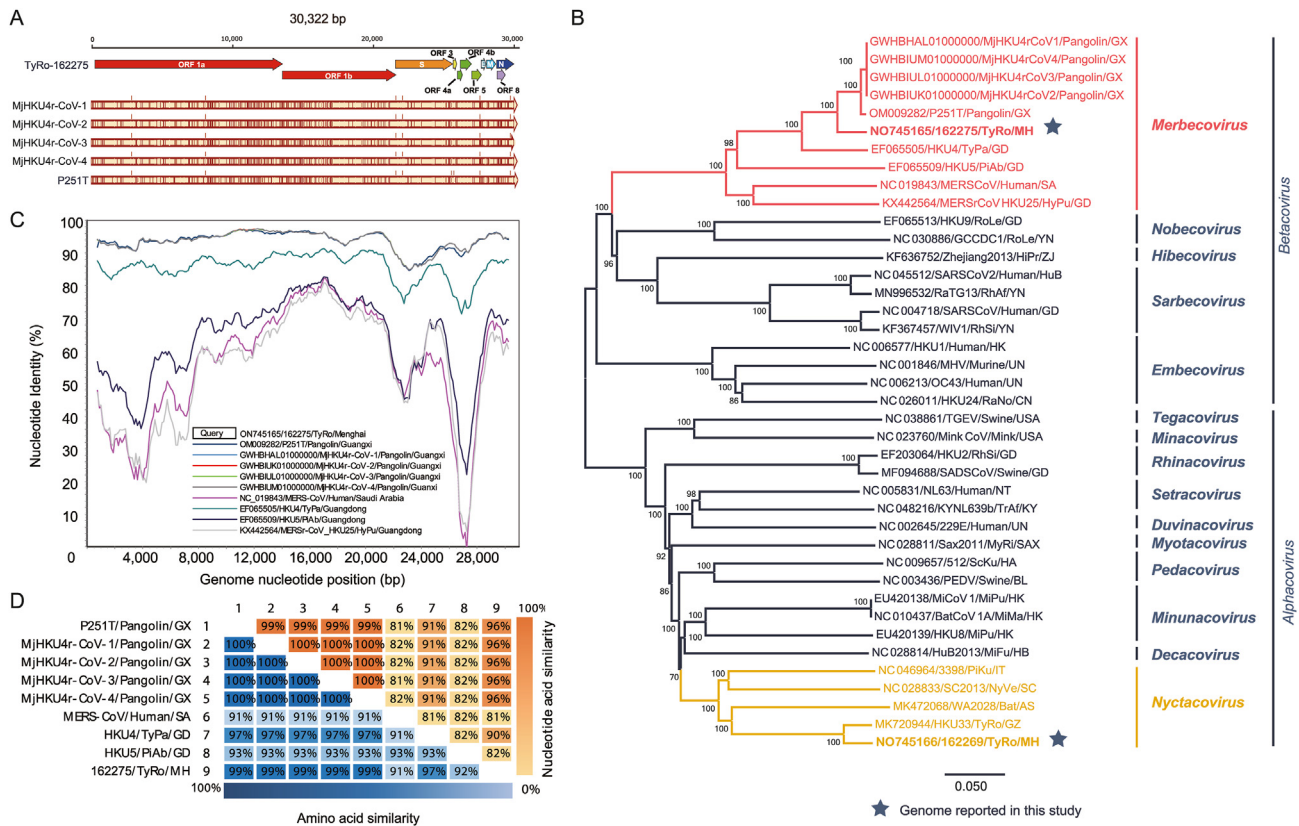 A
30,322 bp
0
10,000
20,000
30,000
TyRo-162275
ORF 1a
ORF 1b
S
ORF 3
ORF 4b
ORF 4a
ORF 5
N
ORF 8
MjHKU4r-CoV-1
MjHKU4r-CoV-2
MjHKU4r-CoV-3
MjHKU4r-CoV-4
P251T
B
GWHBHAL01000000/MjHKU4rCoV1/Pangolin/GX
GWHBIUM01000000/MjHKU4rCoV4/Pangolin/GX
GWHBIUL01000000/MjHKU4rCoV3/Pangolin/GX
GWHBIUK01000000/MjHKU4rCoV2/Pangolin/GX
OM009282/P251T/Pangolin/GX
NO745165/162275/TyRo/MH
EF065505/HKU4/TyPa/GD
EF065509/HKU5/PiAb/GD
NC 019843/MERSCoV/Human/SA
KX442564/MERSrCoV HKU25/HyPu/GD
EF065513/HKU9/RoLe/GD
NC 030886/GCCDC1/RoLe/YN
KF636752/Zhejiang2013/HiPr/ZJ
NC 045512/SARSCoV2/Human/HuB
MN996532/RaTG13/RhAf/YN
NC 004718/SARSCoV/Human/GD
KF367457/WIV1/RhSi/YN
NC 006577/HKU1/Human/HK
NC 001846/MHV/Murine/UN
NC 006213/OC43/Human/UN
NC 026011/HKU24/RaNo/CN
NC 038861/TGEV/Swine/USA
NC 023760/Mink CoV/Mink/USA
EF203064/HKU2/RhSi/GD
MF094688/SADSCoV/Swine/GD
NC 005831/NL63/Human/NT
NC 048216/KYNL639b/TrAf/KY
NC 002645/229E/Human/UN
NC 028811/Sax2011/MyRi/SAX
NC 009657/512/ScKu/HA
NC 003436/PEDV/Swine/BL
EU420138/MiCoV 1/MiPu/HK
NC 010437/BatCoV 1A/MiMa/HK
EU420139/HKU8/MiPu/HK
NC 028814/HuB2013/MiFu/HB
NC 046964/3398/PiKu/IT
NC 028833/SC2013/NyVe/SC
MK472068/WA2028/Bat/AS
MK720944/HKU33/TyRo/GZ
NO745166/162269/TyRo/MH
100
100
100
98
100
100
100
100
96
100
100
100
100
100
100
86
100
100
100
100
98
100
100
92
100
86
100
100
100
70
100
100
100
Merbecovirus
Nobecovirus
Hibecovirus
Sarbecovirus
Embecovirus
Tegacovirus
Minacovirus
Rhinacovirus
Setracovirus
Duvinacovirus
Myotacovirus
Pedacovirus
Minunacovirus
Decacovirus
Nyctacovirus
Betacovirus
Alphacovirus
0.050
Genome reported in this study
C
Nucleotide Identity (%)
100
90
80
70
60
50
40
30
20
10
0
4,000
8,000
12,000
16,000
20,000
24,000
28,000
Genome nucleotide position (bp)
Query
ON745165/162275/TyRo/Menghai
OM009282/P251T/Pangolin/Guangxi
GWHBHAL01000000/MjHKU4r-CoV-1/Pangolin/Guangxi
GWHBIUK01000000/MjHKU4r-CoV-2/Pangolin/Guangxi
GWHBIUL01000000/MjHKU4r-CoV-3/Pangolin/Guangxi
GWHBIUM01000000/MjHKU4r-CoV-4/Pangolin/Guanxi
NC_019843/MERS-CoV/Human/Saudi Arabia
EF065505/HKU4/TyPa/Guangdong
EF065509/HKU5/PiAb/Guangdong
KX442564/MERSr-CoV_HKU25/HyPu/Guangdong
D
1 2 3 4 5 6 7 8 9
P251T/Pangolin/GX 1 99% 99% 99% 99% 81% 91% 82% 96%
MjHKU4r-CoV-1/Pangolin/GX 2 100% 100% 100% 100% 82% 91% 82% 96%
MjHKU4r-CoV-2/Pangolin/GX 3 100% 100% 100% 100% 82% 91% 82% 96%
MjHKU4r-CoV-3/Pangolin/GX 4 100% 100% 100% 100% 82% 91% 82% 96%
MjHKU4r-CoV-4/Pangolin/GX 5 100% 100% 100% 100% 82% 91% 82% 96%
MERS-CoV/Human/SA 6 91% 91% 91% 91% 91% 81% 82% 81%
HKU4/TyPa/GD 7 97% 97% 97% 97% 97% 91% 82% 90%
HKU5/PiAb/GD 8 93% 93% 93% 93% 93% 93% 93% 82%
162275/TyRo/MH 9 99% 99% 99% 99% 99% 91% 97% 92%
100%
Nucleotide acid similarity
0%
100%
Amino acid similarity